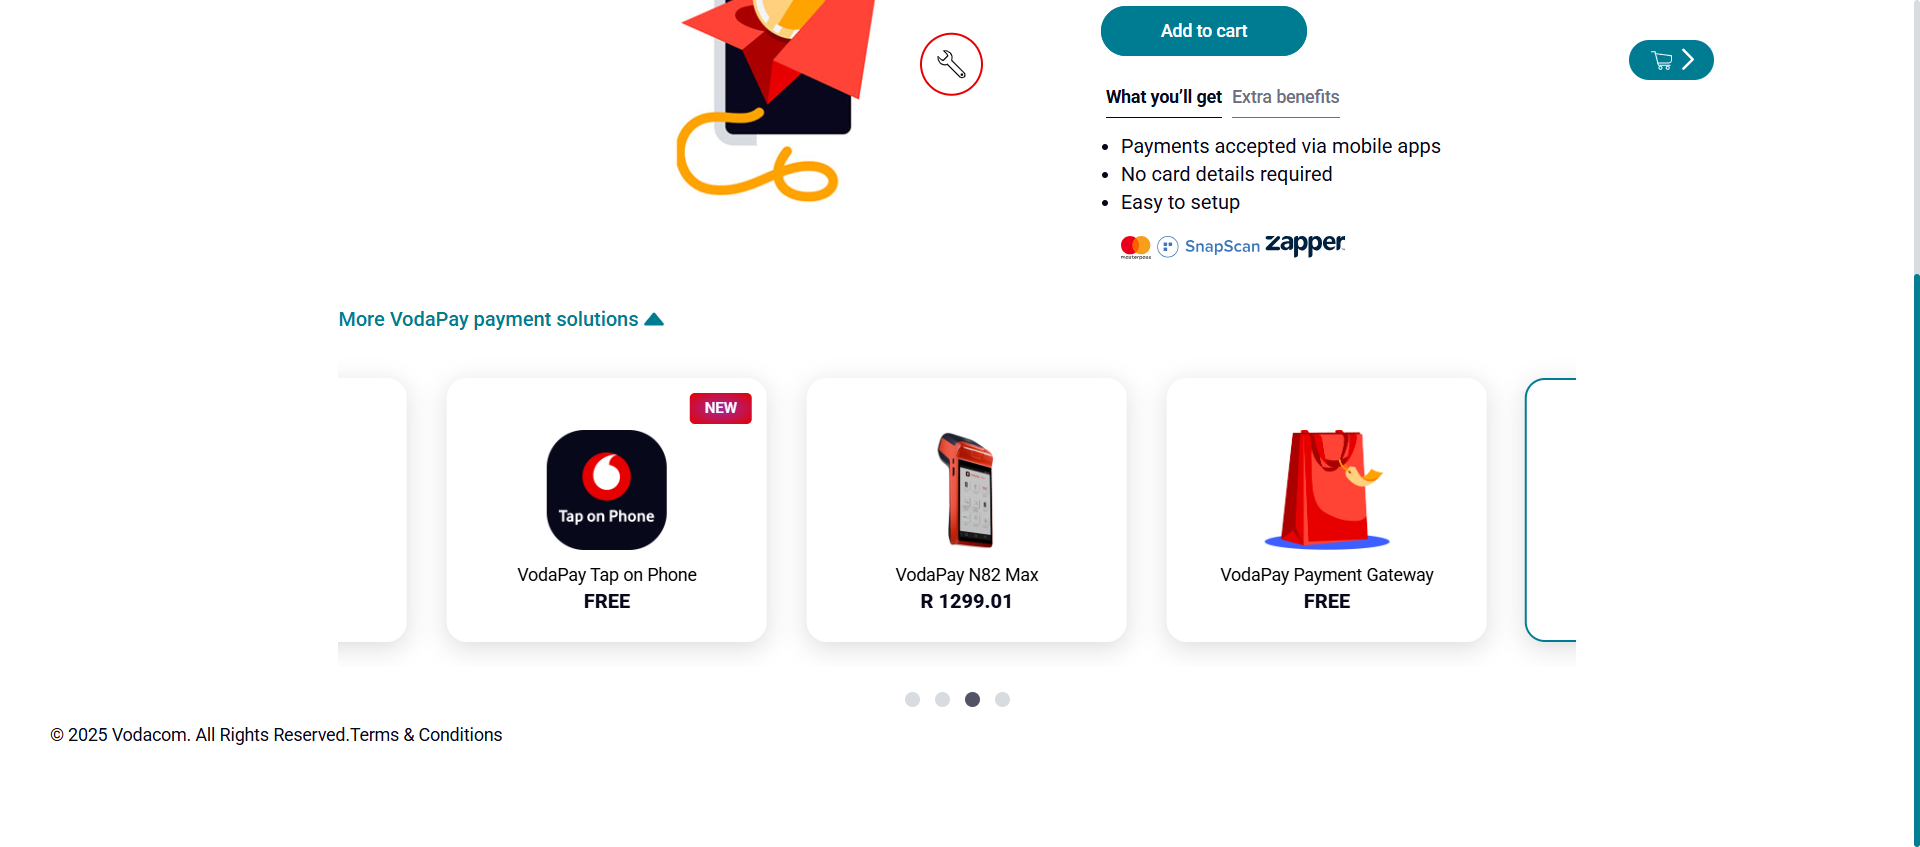 Add to cart
What you’ll get Extra benefits
Payments accepted via mobile apps
No card details required
Easy to setup
masterpass SnapScan zapper
More VodaPay payment solutions
NEW
Tap on Phone
VodaPay Tap on Phone
FREE
VodaPay N82 Max
R 1299.01
VodaPay Payment Gateway
FREE
© 2025 Vodacom. All Rights Reserved.Terms & Conditions